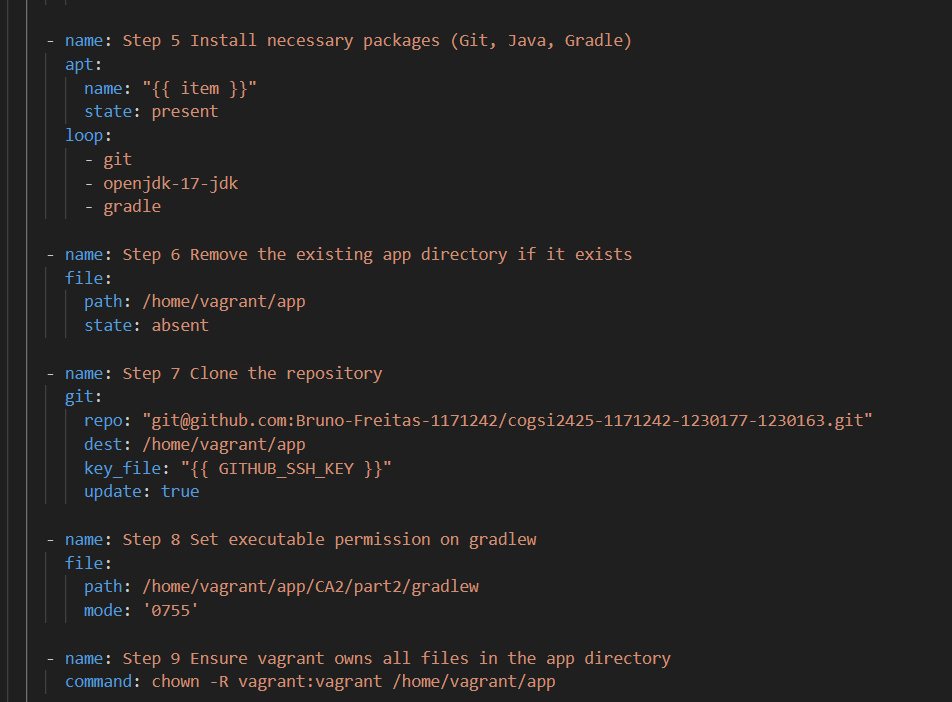 - name: Step 5 Install necessary packages (Git, Java, Gradle)
  apt:
    name: "{{ item }}"
    state: present
  loop:
    - git
    - openjdk-17-jdk
    - gradle

- name: Step 6 Remove the existing app directory if it exists
  file:
    path: /home/vagrant/app
    state: absent

- name: Step 7 Clone the repository
  git:
    repo: "git@github.com:Bruno-Freitas-1171242/cogsi2425-1171242-1230177-1230163.git"
    dest: /home/vagrant/app
    key_file: "{{ GITHUB_SSH_KEY }}"
    update: true

- name: Step 8 Set executable permission on gradlew
  file:
    path: /home/vagrant/app/CA2/part2/gradlew
    mode: '0755'

- name: Step 9 Ensure vagrant owns all files in the app directory
  command: chown -R vagrant:vagrant /home/vagrant/app